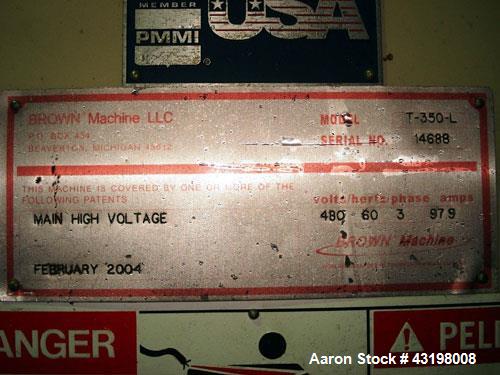 MEMBER
PMMI
USA
BROWN Machine LLC
P.O. BOX 434
BEAVERTON, MICHIGAN 48612
MODEL T-350-L
SERIAL NO. 14688
THIS MACHINE IS COVERED BY ONE OR MORE OF THE
FOLLOWING PATENTS
MAIN HIGH VOLTAGE
FEBRUARY 2004
volts/hertz/phase amps
480 60 3 979
BROWN Machine
ANGER
PELI
Aaron Stock # 43198008